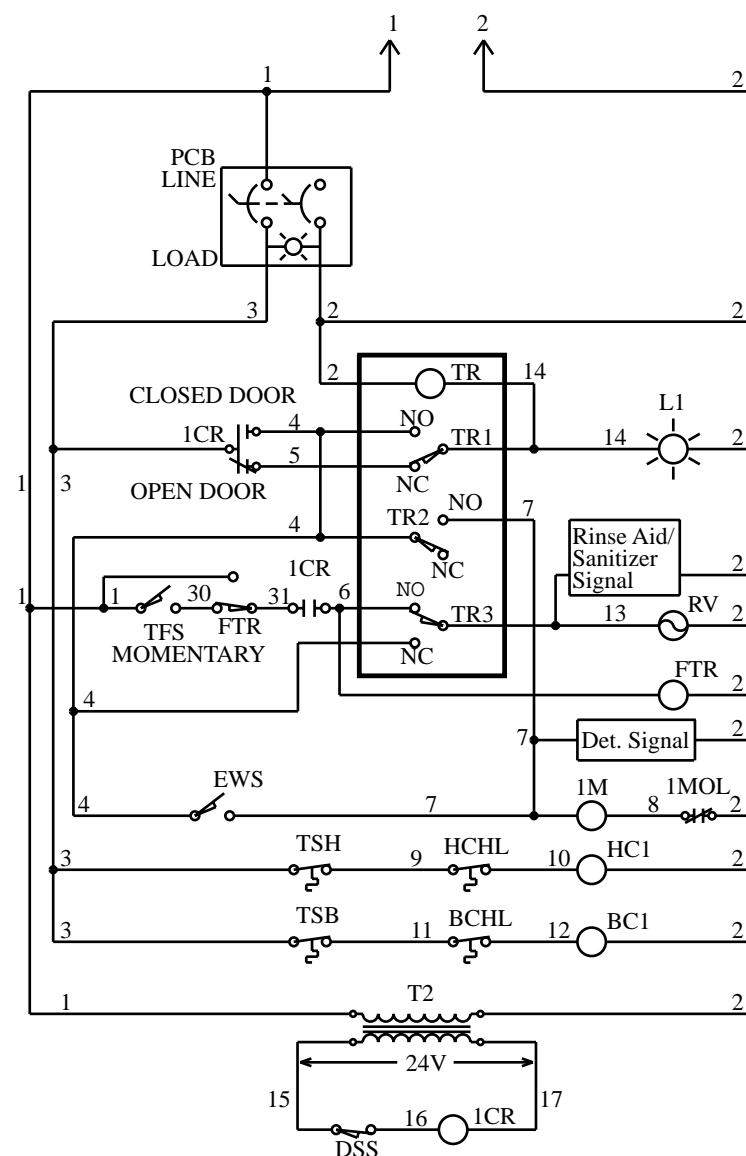 1 2
1 2
PCB
LINE
LOAD
3 2 2
2 TR 14
CLOSED DOOR
L1
4 NO
1CR TR1 14 2
5
OPEN DOOR NC
1 3
NO 7
4 TR2
NC
Rinse Aid/
Sanitizer
Signal 2
1CR
1 1 30 31 6 NO
TFS FTR TR3 13 RV 2
MOMENTARY NC
FTR
4 2
7 Det. Signal 2
EWS 1M 1MOL
4 7 8 2
TSH HCHL HC1
3 9 10 2
TSB BCHL BC1
3 11 12 2
T2
1 2
24V
15 17
16 1CR
DSS